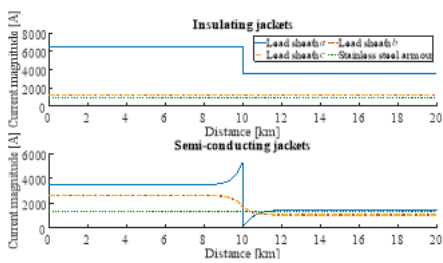 Insulating jackets
Current magnitude [A]
8000
6000
4000
2000
0
Lead sheath a Lead sheath b
Lead sheath c Stainless steel armour
0 2 4 6 8 10 12 14 16 18 20
Distance [km]
Semi-conducting jackets
Current magnitude [A]
6000
4000
2000
0
0 2 4 6 8 10 12 14 16 18 20
Distance [km]